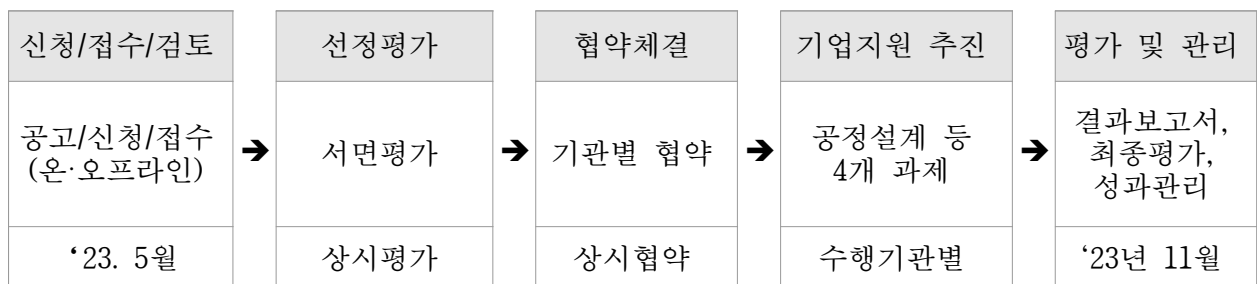 신청/접수/검토
선정평가
협약체결
기업지원 추진
평가 및 관리
공고/신청/접수
(온·오프라인)
➔
서면평가
➔
기관별 협약
➔
공정설계 등
4개 과제
➔
결과보고서,
최종평가,
성과관리
‘23. 5월
상시평가
상시협약
수행기관별
‘23년 11월